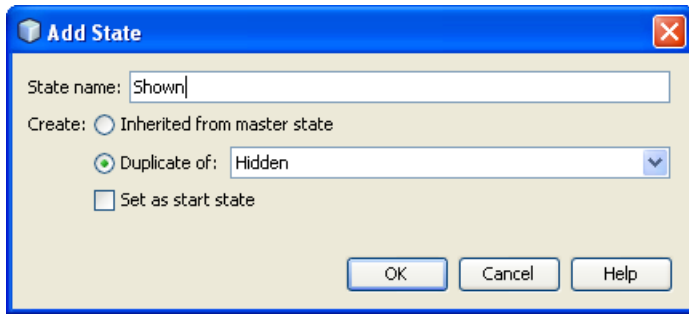 Add State
State name: Shown
Create: Inherited from master state
Duplicate of: Hidden
Set as start state
OK Cancel Help